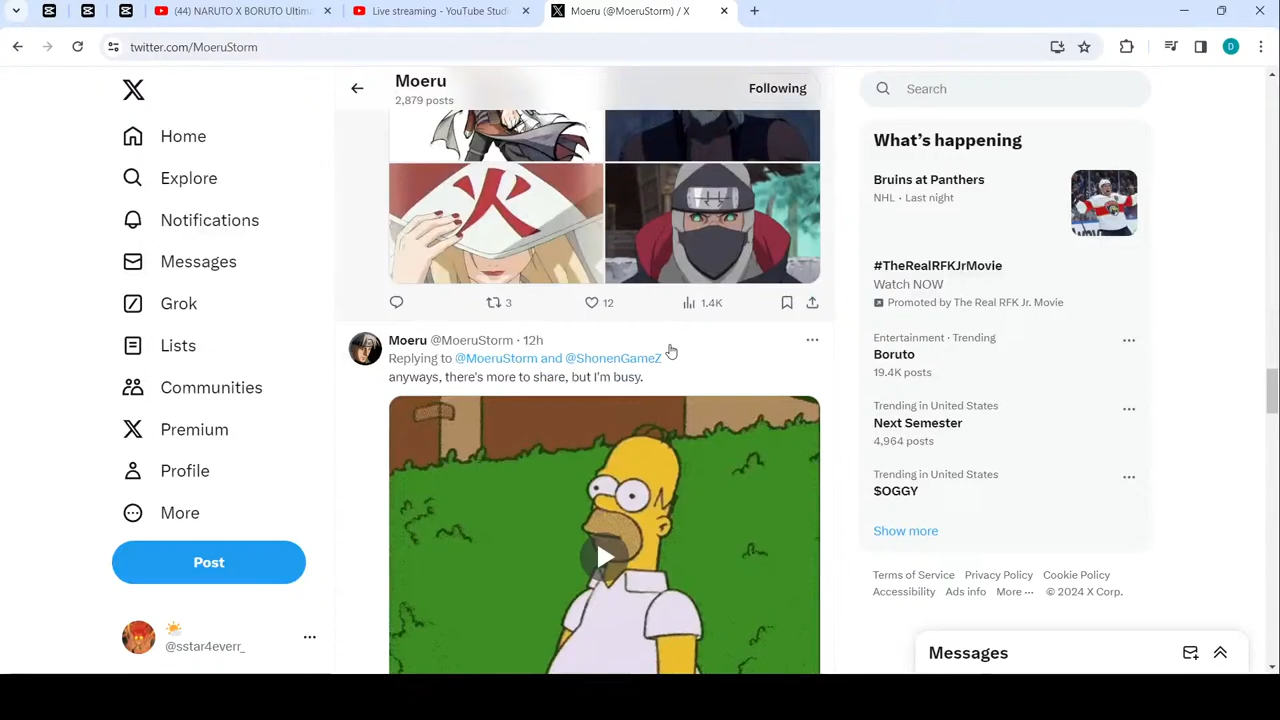 (44) NARUTO X BORUTO Ultima
Live streaming - YouTube Studi
Moeru (@MoeruStorm) / X
twitter.com/MoeruStorm
D
Home
Explore
Notifications
Messages
Grok
Lists
Communities
Premium
Profile
More
Post
@sstar4everr_
Moeru
2,879 posts
Following
火
3
12
1.4K
Moeru @MoeruStorm · 12h
Replying to @MoeruStorm and @ShonenGameZ
anyways, there's more to share, but I'm busy.
Search
What's happening
Bruins at Panthers
NHL · Last night
#TheRealRFKJrMovie
Watch NOW
Promoted by The Real RFK Jr. Movie
Entertainment · Trending
Boruto
19.4K posts
Trending in United States
Next Semester
4,964 posts
Trending in United States
$OGGY
Show more
Terms of Service Privacy Policy Cookie Policy
Accessibility Ads info More ··· © 2024 X Corp.
Messages